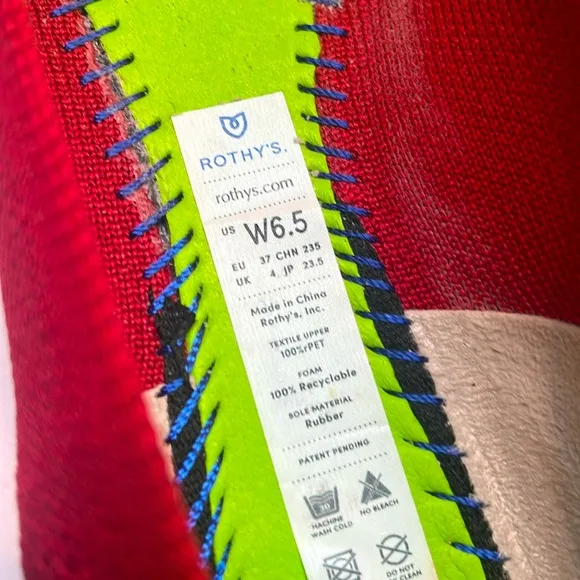 ROTHY'S.
rothys.com
US W6.5
EU 37 CHN 235
UK 4 JP 23.5
Made in China
Rothy's, Inc.
TEXTILE UPPER
100%rPET
FOAM
100% Recyclable
SOLE MATERIAL
Rubber
PATENT PENDING
30
MACHINE
WASH COLD
NO BLEACH
DO NOT